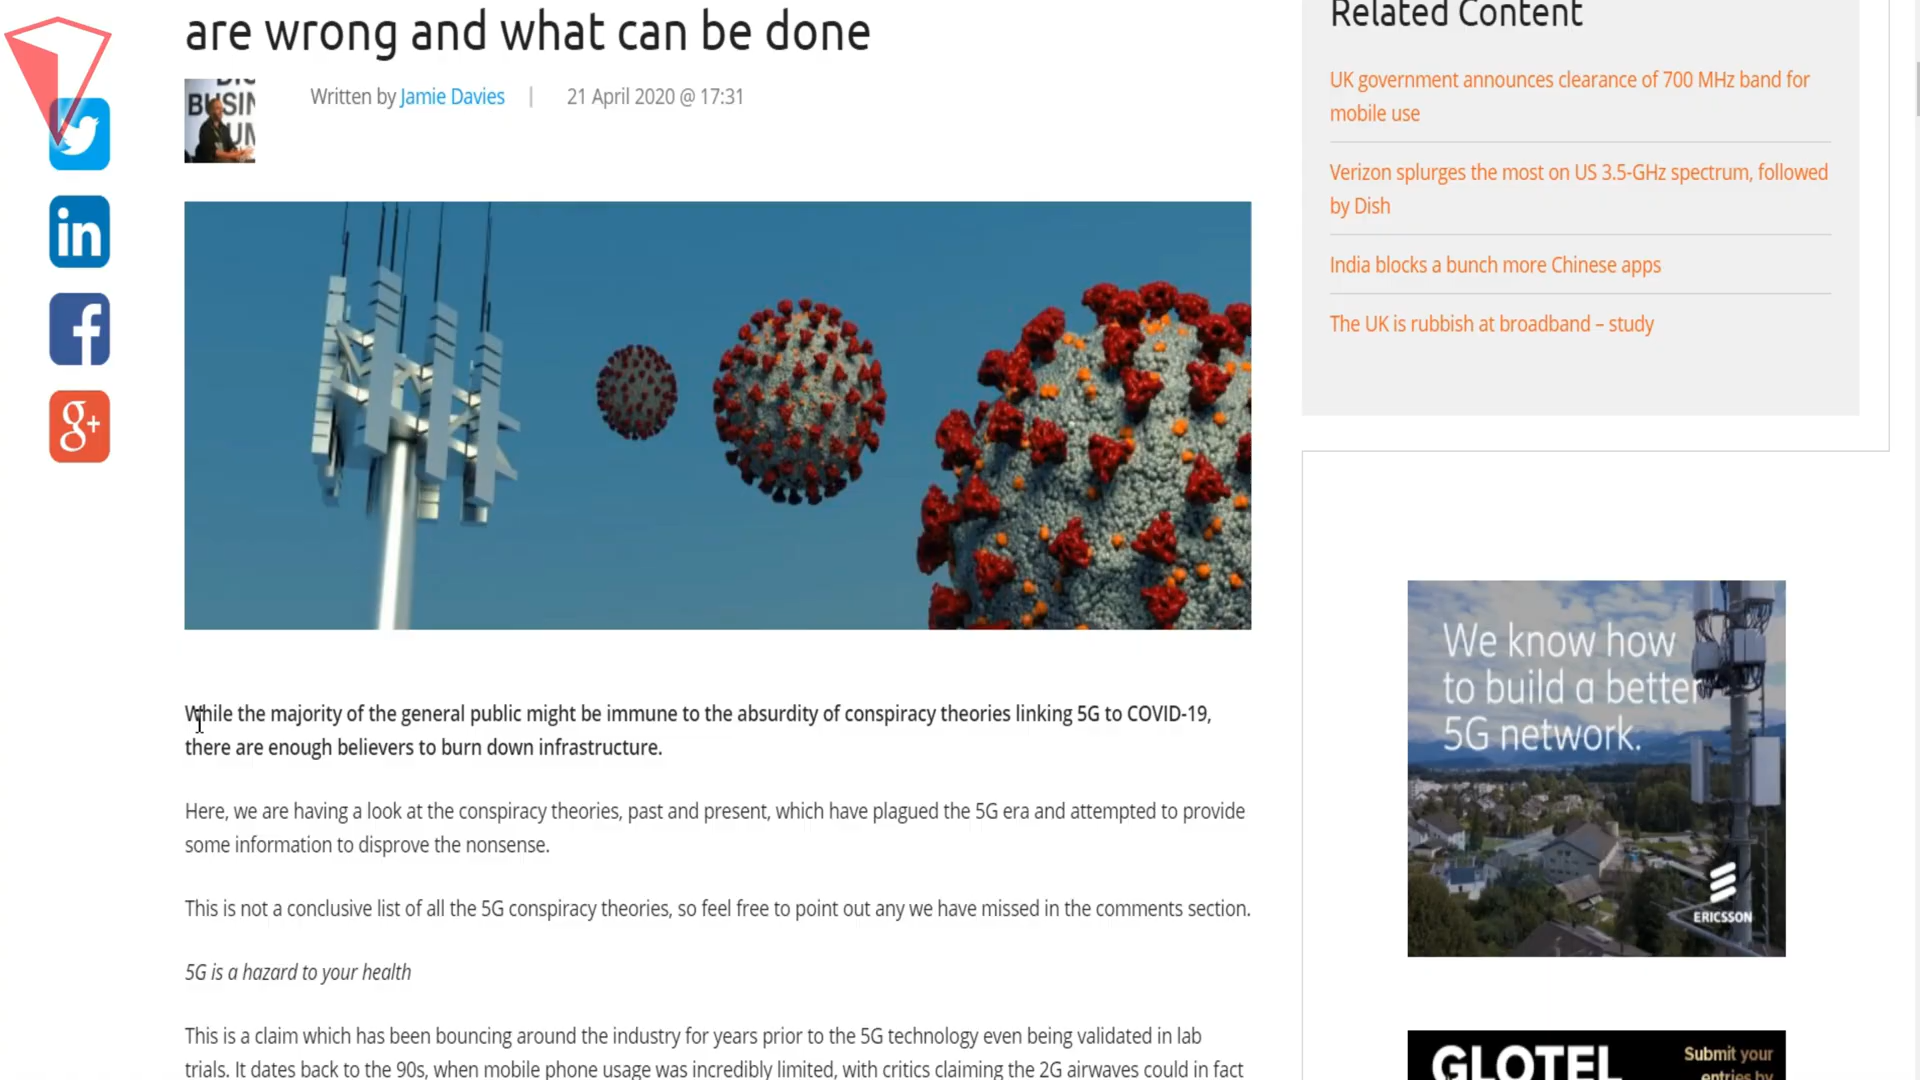 are wrong and what can be done
Written by Jamie Davies | 21 April 2020 @ 17:31
in
f
g+
While the majority of the general public might be immune to the absurdity of conspiracy theories linking 5G to COVID-19,
there are enough believers to burn down infrastructure.
Here, we are having a look at the conspiracy theories, past and present, which have plagued the 5G era and attempted to provide
some information to disprove the nonsense.
This is not a conclusive list of all the 5G conspiracy theories, so feel free to point out any we have missed in the comments section.
5G is a hazard to your health
This is a claim which has been bouncing around the industry for years prior to the 5G technology even being validated in lab
trials. It dates back to the 90s, when mobile phone usage was incredibly limited, with critics claiming the 2G airwaves could in fact
Related Content
UK government announces clearance of 700 MHz band for
mobile use
Verizon splurges the most on US 3.5-GHz spectrum, followed
by Dish
India blocks a bunch more Chinese apps
The UK is rubbish at broadband – study
We know how
to build a better
5G network.
ERICSSON
GLOTEL
Submit your
entries by